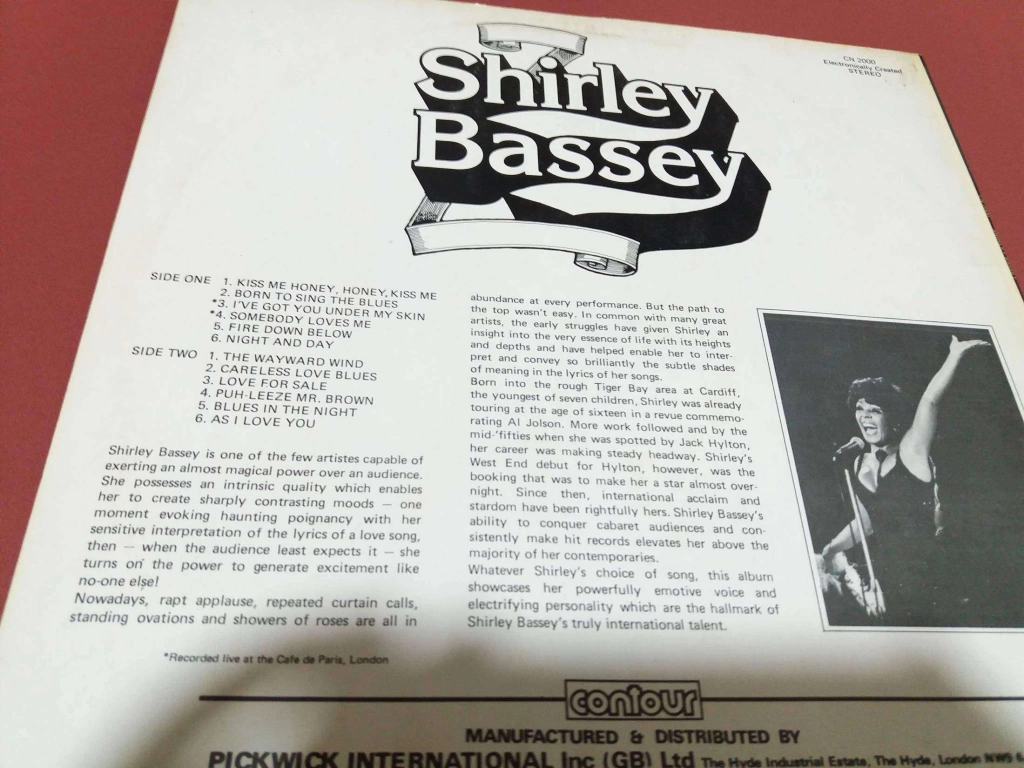 Shirley
Bassey
CN 2000
Electronically Created
STEREO
SIDE ONE 1. KISS ME HONEY, HONEY, KISS ME
2. BORN TO SING THE BLUES
*3. I'VE GOT YOU UNDER MY SKIN
*4. SOMEBODY LOVES ME
5. FIRE DOWN BELOW
6. NIGHT AND DAY
SIDE TWO 1. THE WAYWARD WIND
2. CARELESS LOVE BLUES
3. LOVE FOR SALE
4. PUH-LEEZE MR. BROWN
5. BLUES IN THE NIGHT
6. AS I LOVE YOU
Shirley Bassey is one of the few artistes capable of
exerting an almost magical power over an audience.
She possesses an intrinsic quality which enables
her to create sharply contrasting moods — one
moment evoking haunting poignancy with her
sensitive interpretation of the lyrics of a love song,
then — when the audience least expects it — she
turns on the power to generate excitement like
no-one else!
Nowadays, rapt applause, repeated curtain calls,
standing ovations and showers of roses are all in
abundance at every performance. But the path to
the top wasn't easy. In common with many great
artists, the early struggles have given Shirley an
insight into the very essence of life with its heights
and depths and have helped enable her to inter-
pret and convey so brilliantly the subtle shades
of meaning in the lyrics of her songs.
Born into the rough Tiger Bay area at Cardiff,
the youngest of seven children, Shirley was already
touring at the age of sixteen in a revue commemo-
rating Al Jolson. More work followed and by the
mid-'fifties when she was spotted by Jack Hylton,
her career was making steady headway. Shirley's
West End debut for Hylton, however, was the
booking that was to make her a star almost over-
night. Since then, international acclaim and
stardom have been rightfully hers. Shirley Bassey's
ability to conquer cabaret audiences and con-
sistently make hit records elevates her above the
majority of her contemporaries.
Whatever Shirley's choice of song, this album
showcases her powerfully emotive voice and
electrifying personality which are the hallmark of
Shirley Bassey's truly international talent.
*Recorded live at the Cafe de Paris, London
contour
MANUFACTURED & DISTRIBUTED BY
PICKWICK INTERNATIONAL Inc (GB) Ltd The Hyde Industrial Estate, The Hyde, London NW9 6